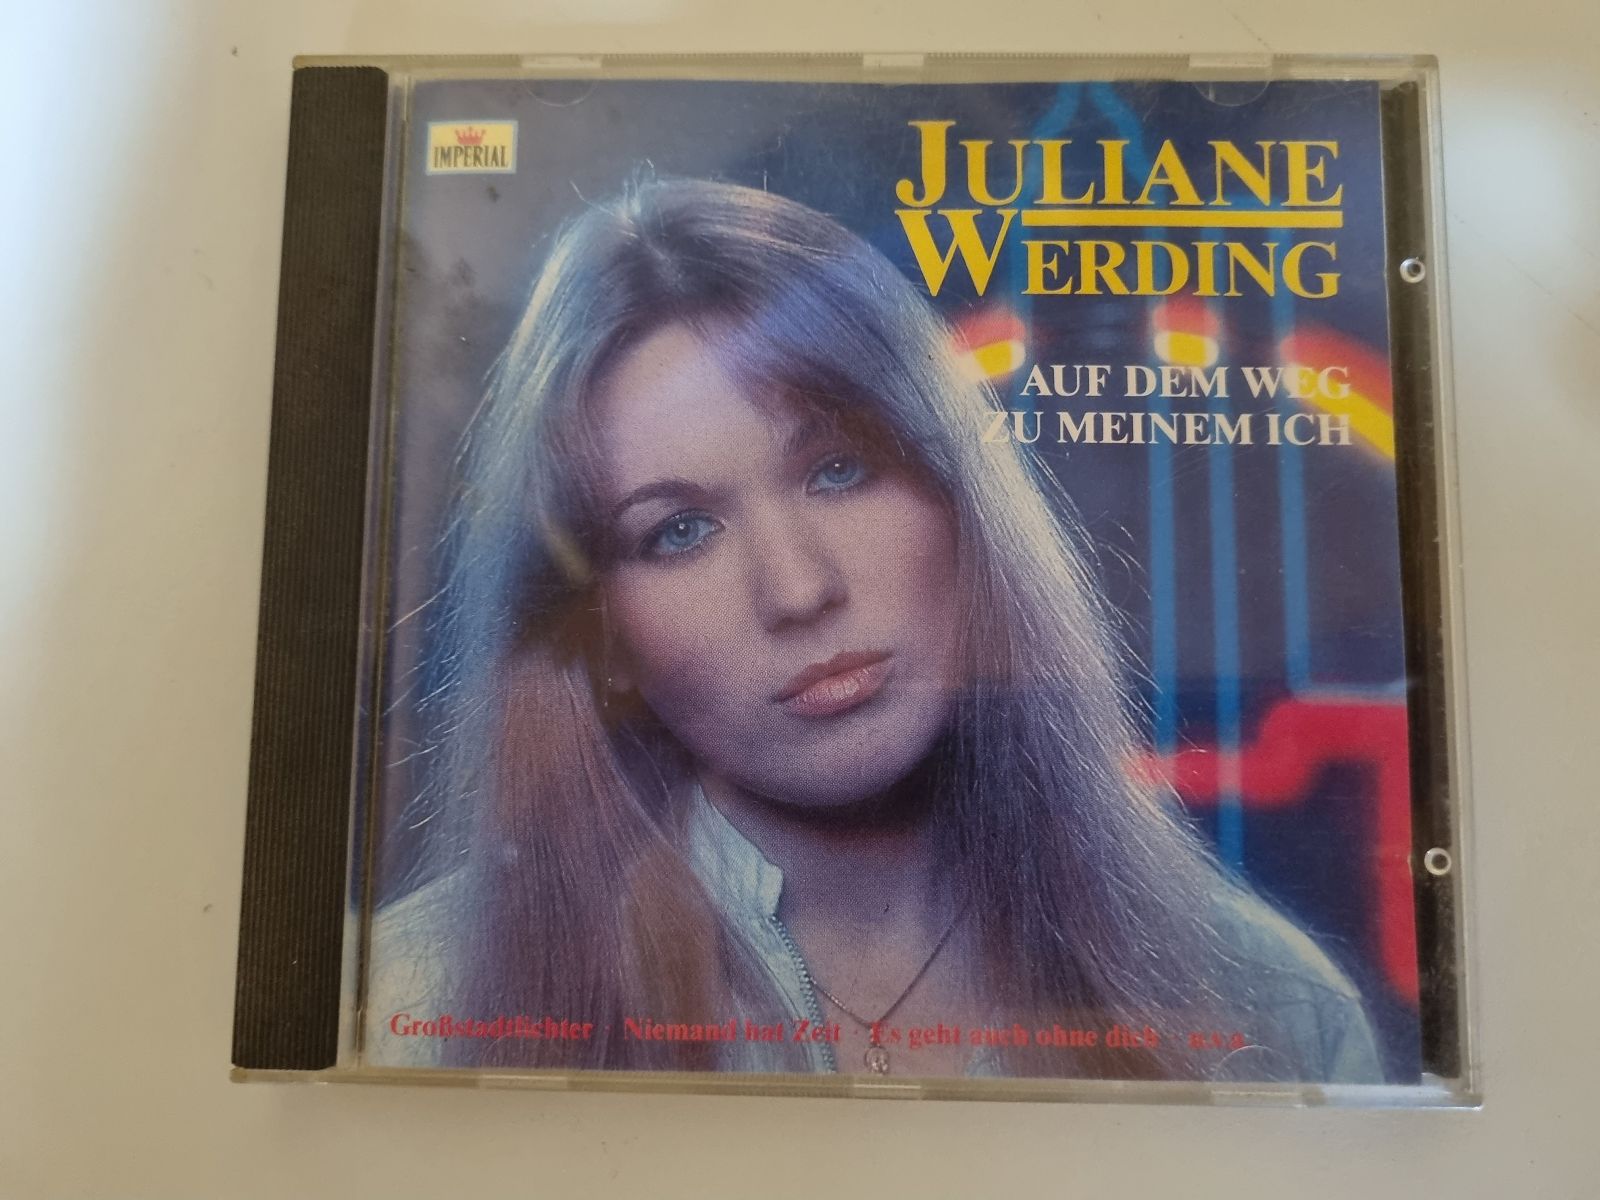 IMPERIAL
JULIANE
WERDING
AUF DEM WEG
ZU MEINEM ICH
Großstadtlichter · Niemand hat Zeit · Es geht auch ohne dich · u.v.a.